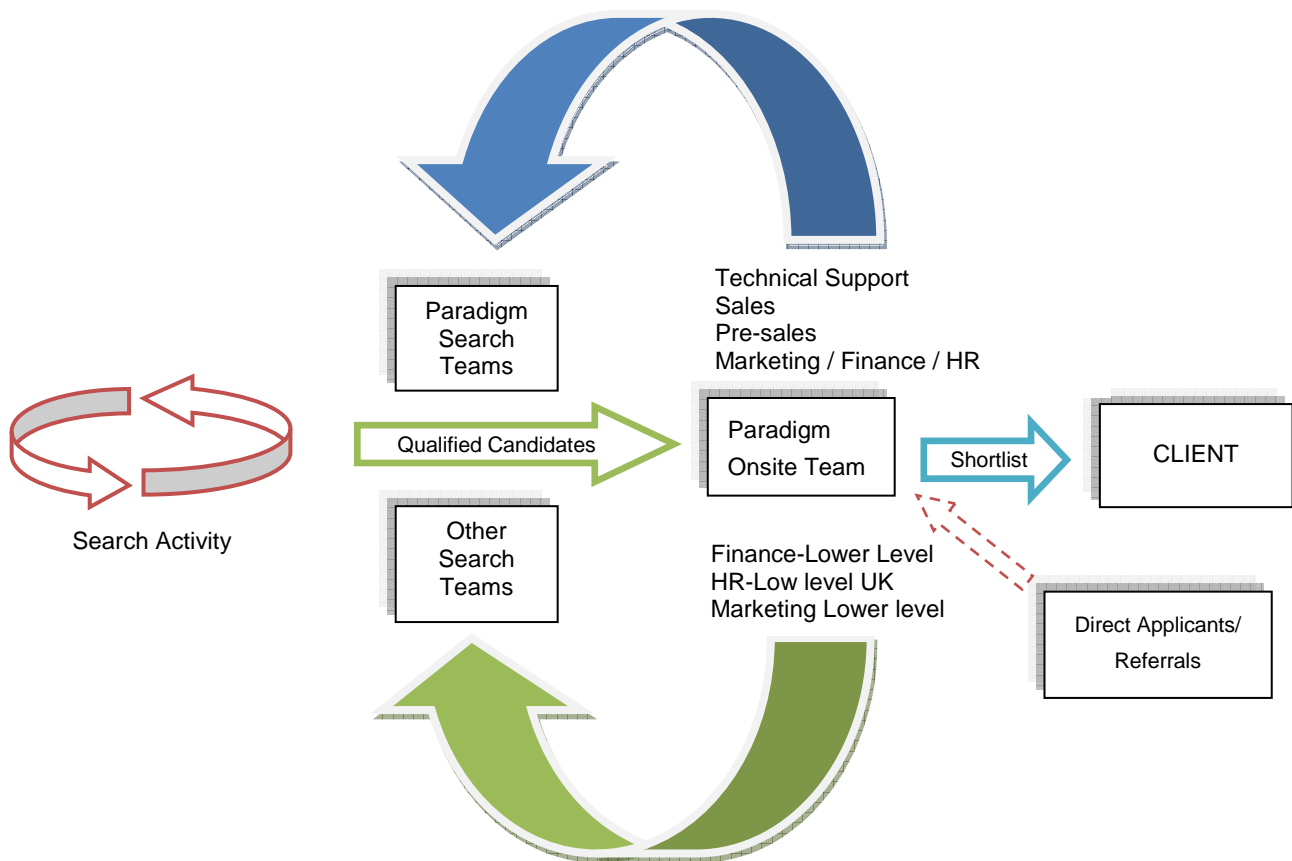 Technical Support
Sales
Pre-sales
Marketing / Finance / HR
Paradigm
Search
Teams
Qualified Candidates
Paradigm
Onsite Team
Shortlist
CLIENT
Search Activity
Other
Search
Teams
Finance-Lower Level
HR-Low level UK
Marketing Lower level
Direct Applicants/
Referrals